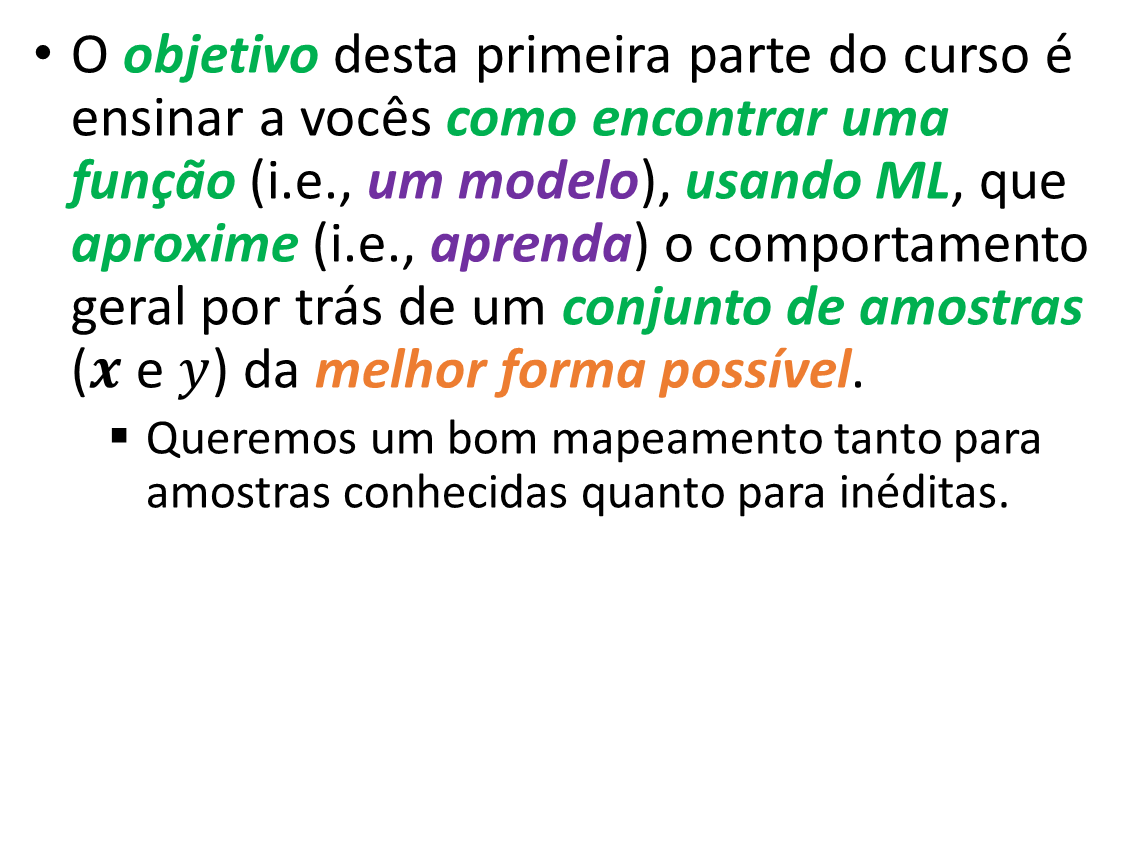 • O objetivo desta primeira parte do curso é
ensinar a vocês como encontrar uma
função (i.e., um modelo), usando ML, que
aproxime (i.e., aprenda) o comportamento
geral por trás de um conjunto de amostras
(x e y) da melhor forma possível.
▪ Queremos um bom mapeamento tanto para
amostras conhecidas quanto para inéditas.